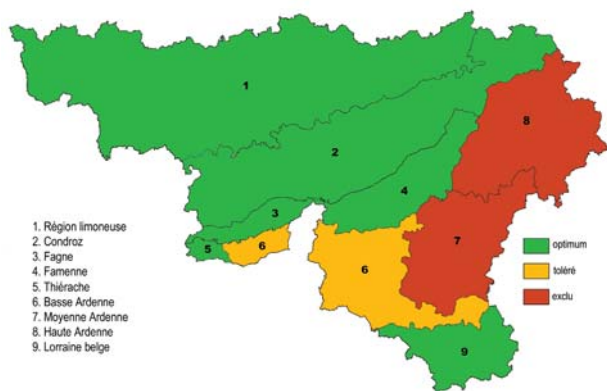 1
2
8
4
3
6
5
6
7
9
1. Région limoneuse
2. Condroz
3. Fagne
4. Famenne
5. Thiérache
6. Basse Ardenne
7. Moyenne Ardenne
8. Haute Ardenne
9. Lorraine belge
optimum
toléré
exclu